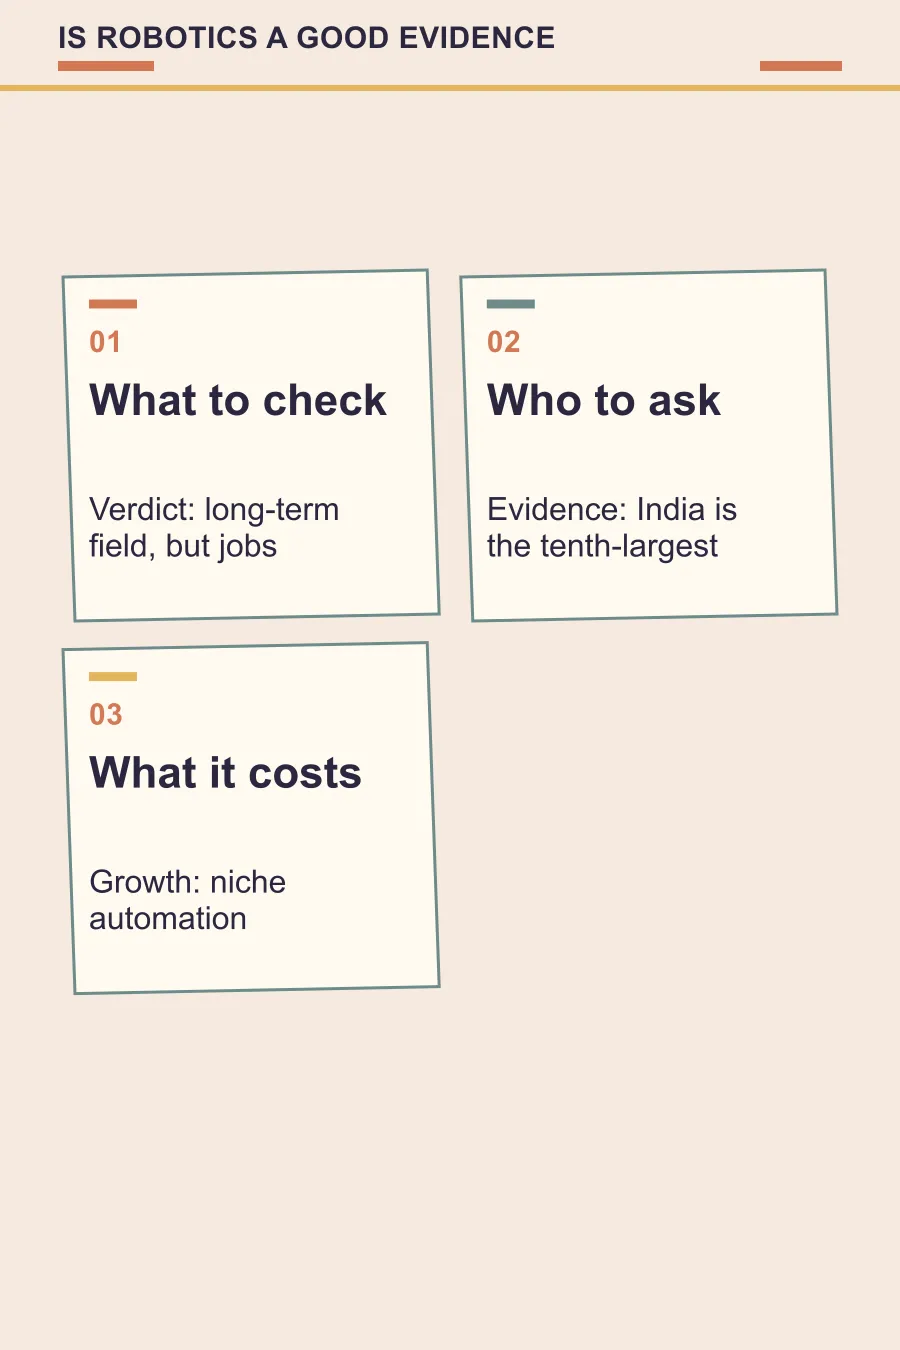 IS ROBOTICS A GOOD EVIDENCE
01
What to check
Verdict: long-term
field, but jobs
02
Who to ask
Evidence: India is
the tenth-largest
03
What it costs
Growth: niche
automation